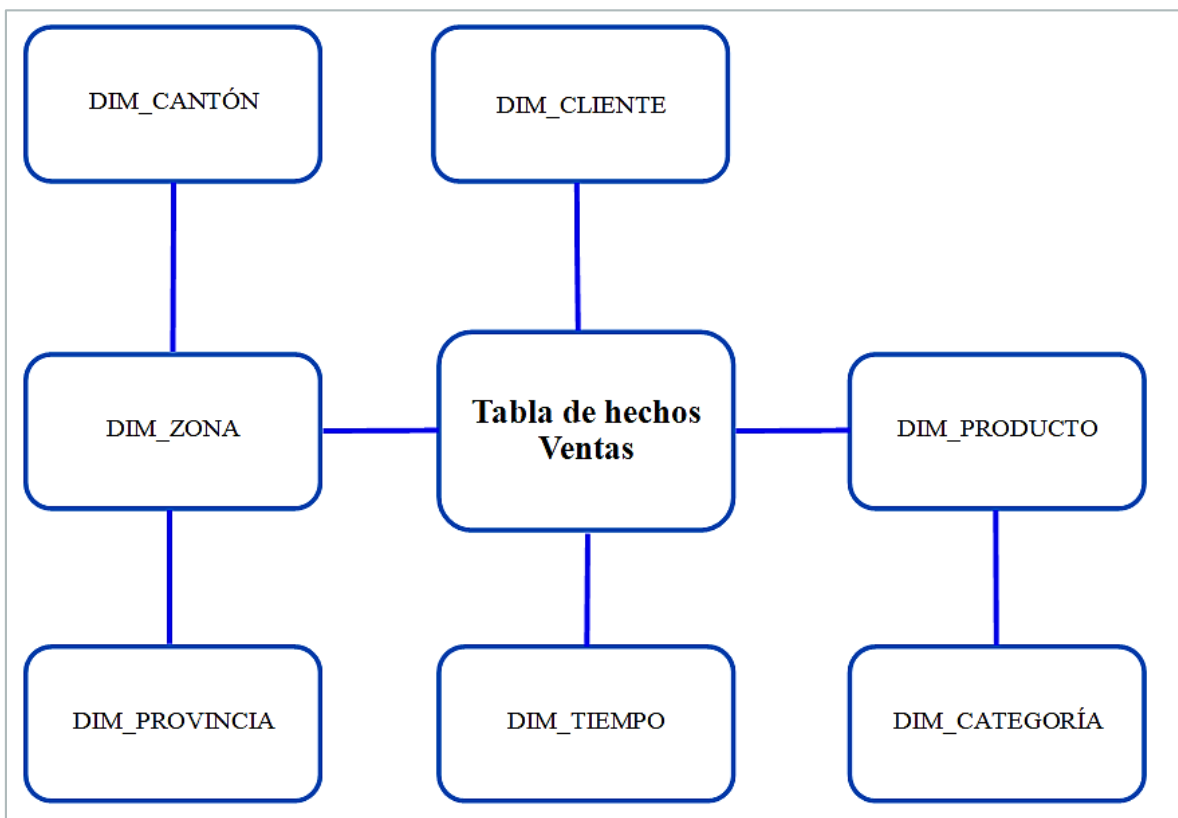 DIM_CANTÓN
DIM_CLIENTE
DIM_ZONA
Tabla de hechos
Ventas
DIM_PRODUCTO
DIM_PROVINCIA
DIM_TIEMPO
DIM_CATEGORÍA